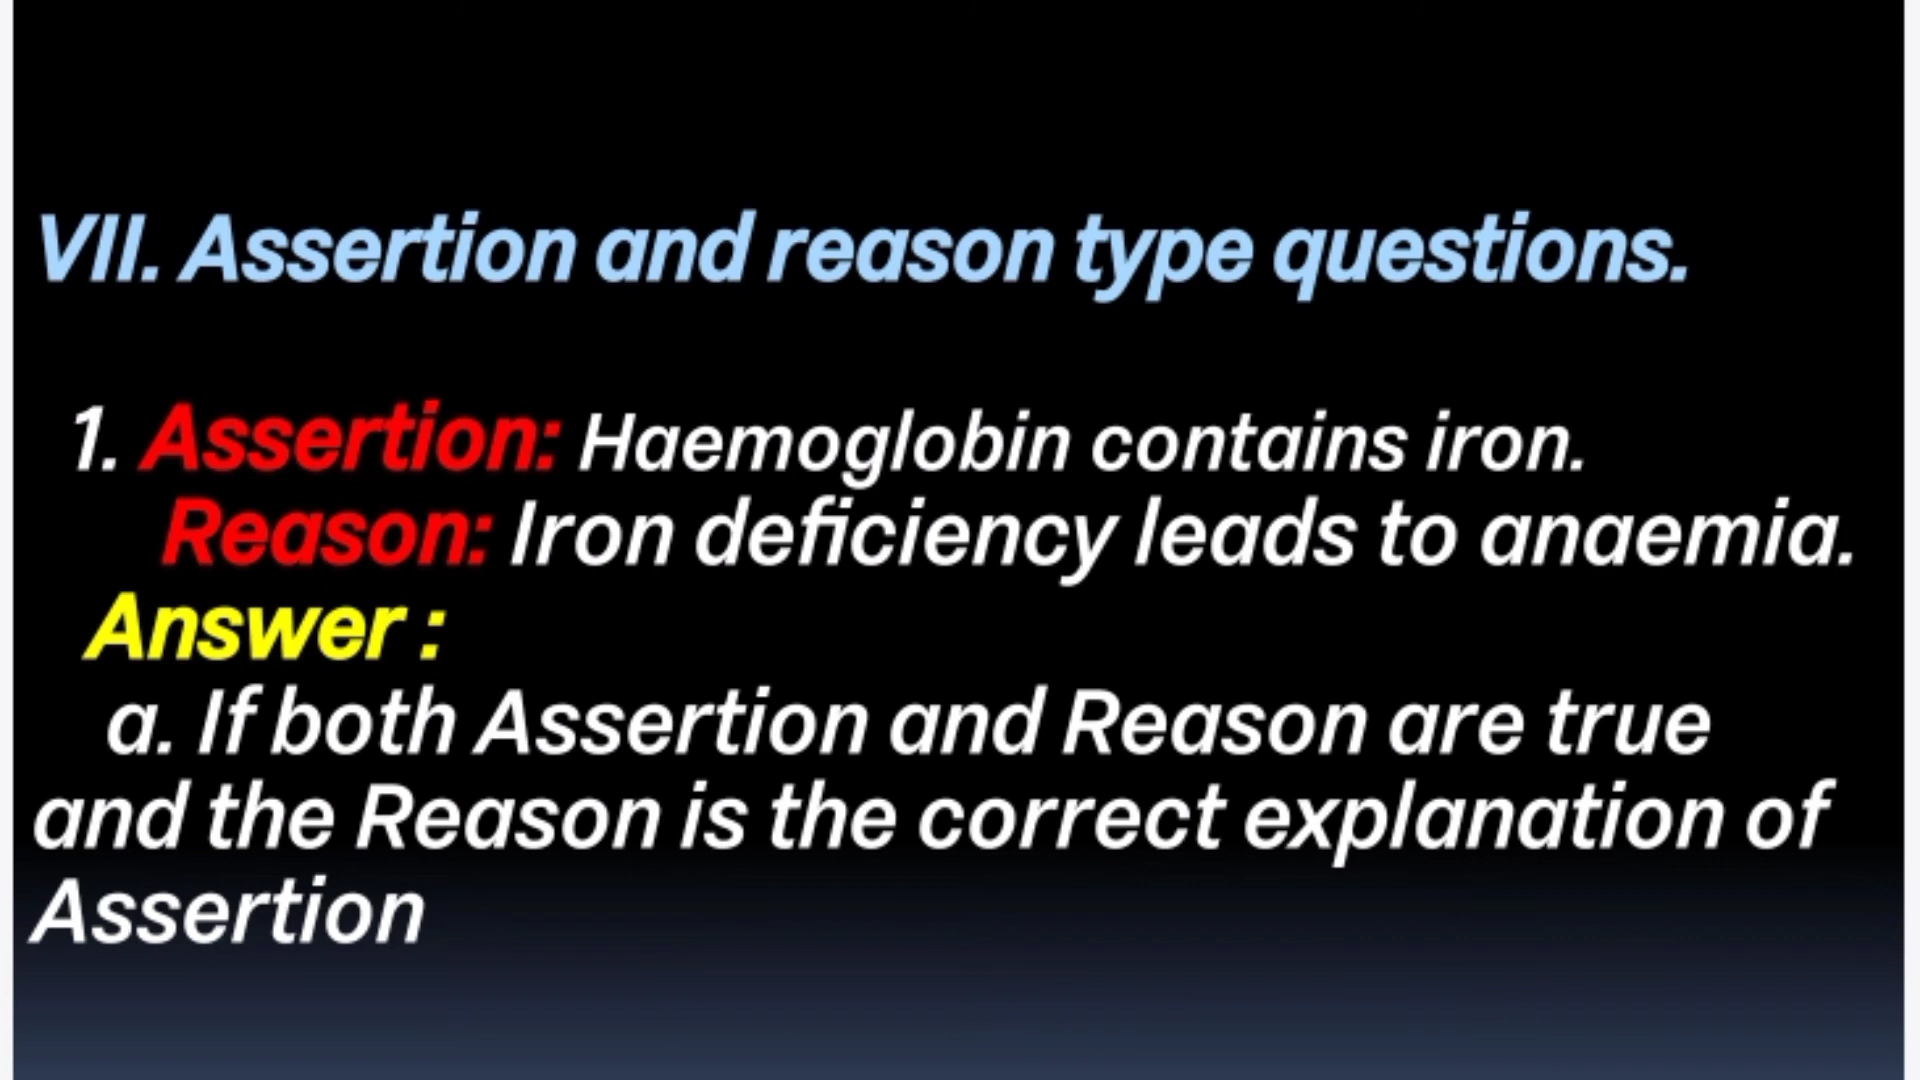 VII. Assertion and reason type questions.
1. Assertion: Haemoglobin contains iron.
Reason: Iron deficiency leads to anaemia.
Answer :
a. If both Assertion and Reason are true
and the Reason is the correct explanation of
Assertion